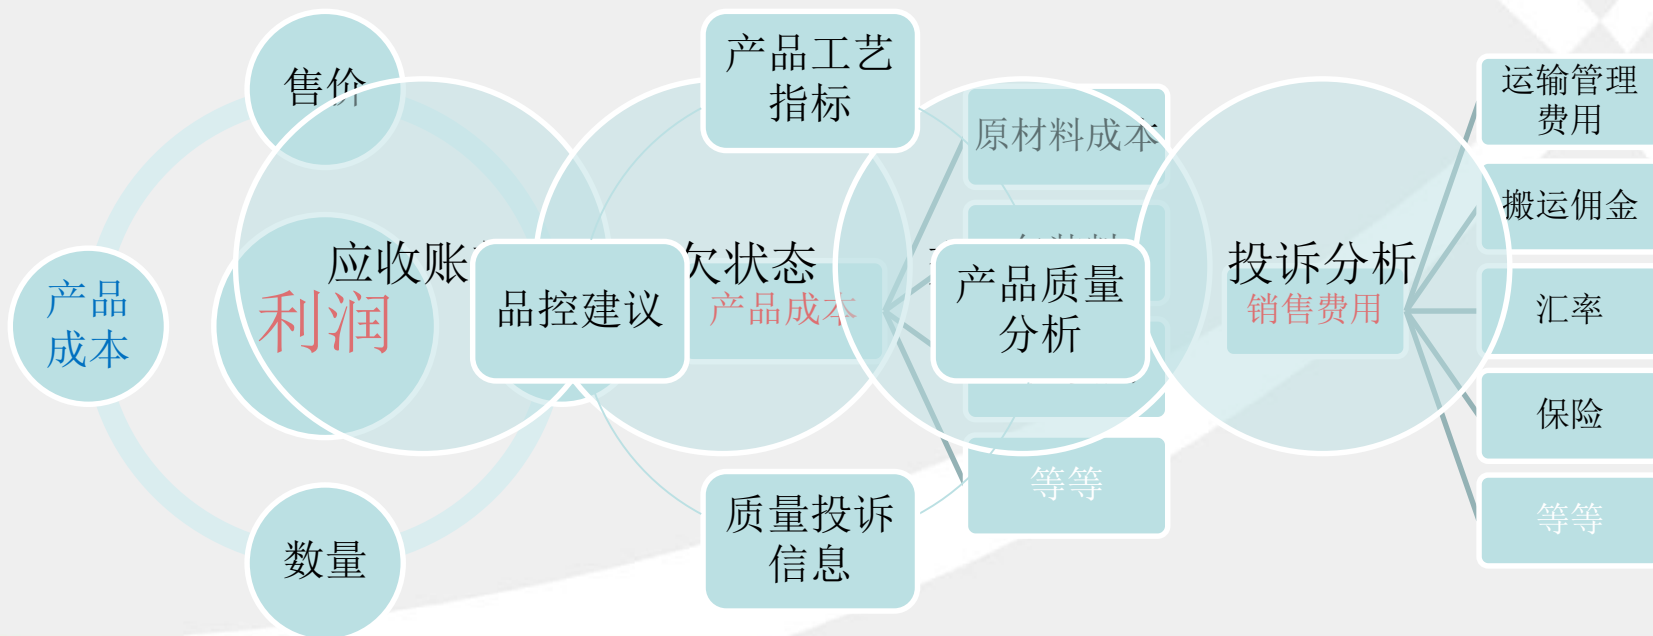 售价
产品
成本
利润
数量
应收账
欠状态
投诉分析
产品工艺
指标
品控建议
产品质量
分析
质量投诉
信息
产品成本
原材料成本
等等
销售费用
运输管理
费用
搬运佣金
汇率
保险
等等